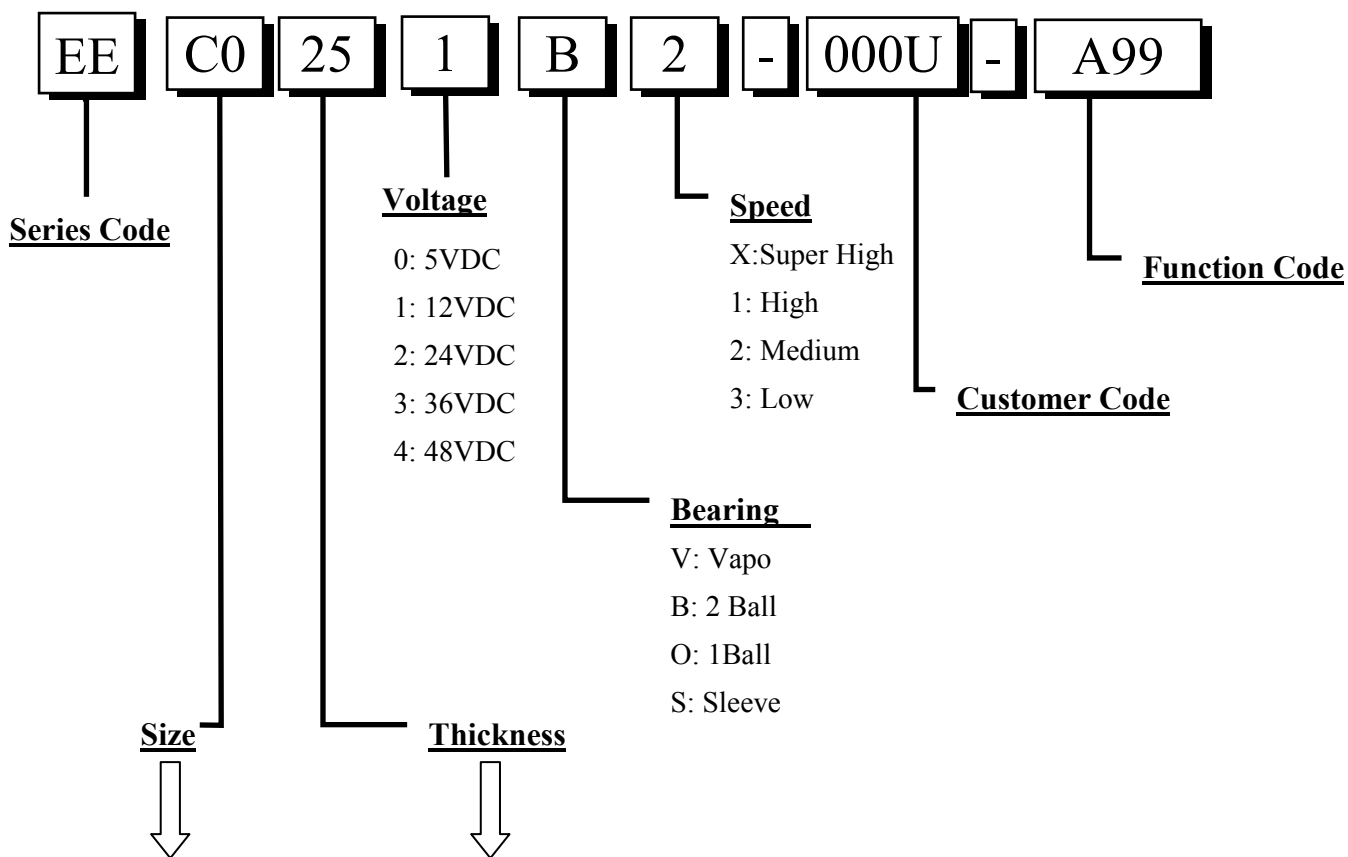 EE C0 25 1 B 2 - 000U - A99
Series Code
Voltage
0: 5VDC
1: 12VDC
2: 24VDC
3: 36VDC
4: 48VDC
Speed
X:Super High
1: High
2: Medium
3: Low
Function Code
Customer Code
Bearing
V: Vapo
B: 2 Ball
O: 1Ball
S: Sleeve
Size
Thickness